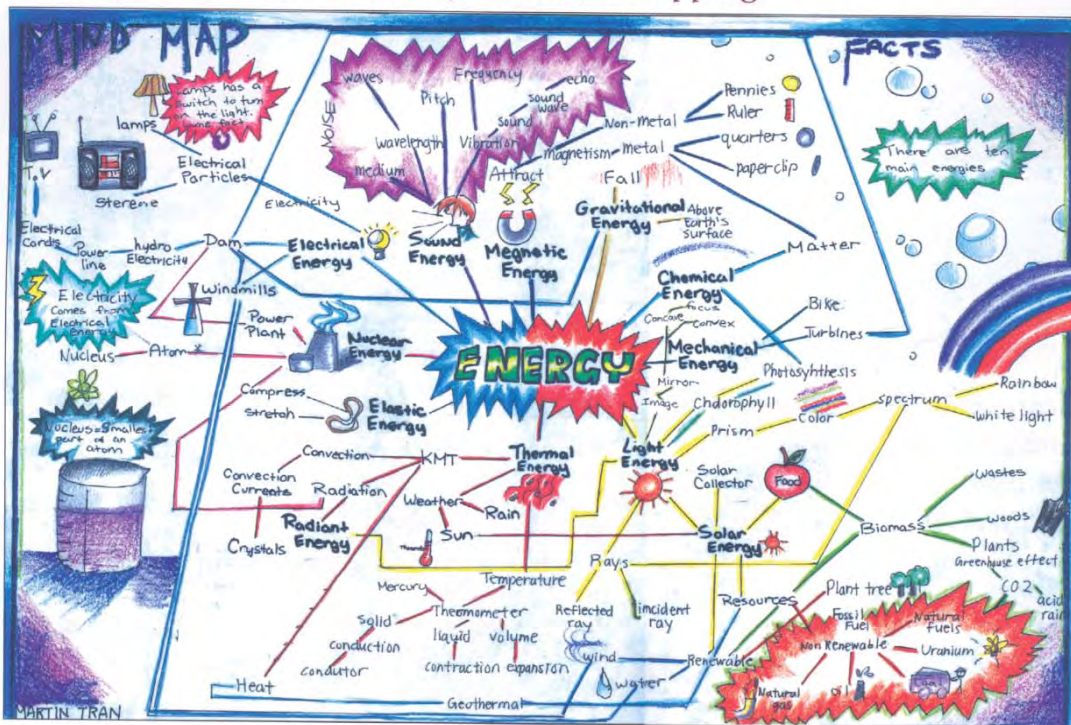 MIND MAP
FACTS
Lamps has a
switch to turn
on the light.
lamps
T.V
Sterene
Electrical
Particles
Electricity
NOISE
waves
Frequency
echo
Pitch
sound
wave
sound
wavelength
Vibration
medium
Attract
magnetism
Non-metal
Metal
Pennies
Ruler
quarters
paperclip
There are ten
main energies
Fall
Gravitational
Energy
Above
Earth's
surface
Matter
Electrical
Cords
Power
line
hydro
Electricity
Dam
Electrical
Energy
Sound
Energy
Megnetic
Energy
Chemical
Energy
Windmills
Electricity
comes from
Electrical
energy
Power
Plant
Nuclear
Energy
Nucleus
Atom
ENERGY
focus
Concave
Convex
Mechanical
Energy
Bike
Turbines
Mirror
Image
Photosyhthesis
Chlorophyll
Prism
Color
spectrum
Rainbow
white light
Compress
Stretch
Elastic
Energy
Nucleus=Smallest
part of an
atom
Convection
KMT
Thermal
Energy
Light
Energy
Convection
Currents
Radiation
Weather
Rain
Sun
Crystals
Radiant
Energy
Solar
Collector
Food
Solar
Energy
Biomass
Wastes
Woods
Plants
Greenhouse effect
CO2
acid
rain
Rays
Reflected
ray
incident
ray
Temperature
Mercury
Thermometer
solid
liquid
volume
conduction
condutor
contraction
expansion
Resources
Plant tree
Renewable
wind
water
Fossil
Fuel
Natural
fuels
Non Renewable
Uranium
Natural
gas
oil
COAL
Heat
Geothermal
MARTIN TRAN